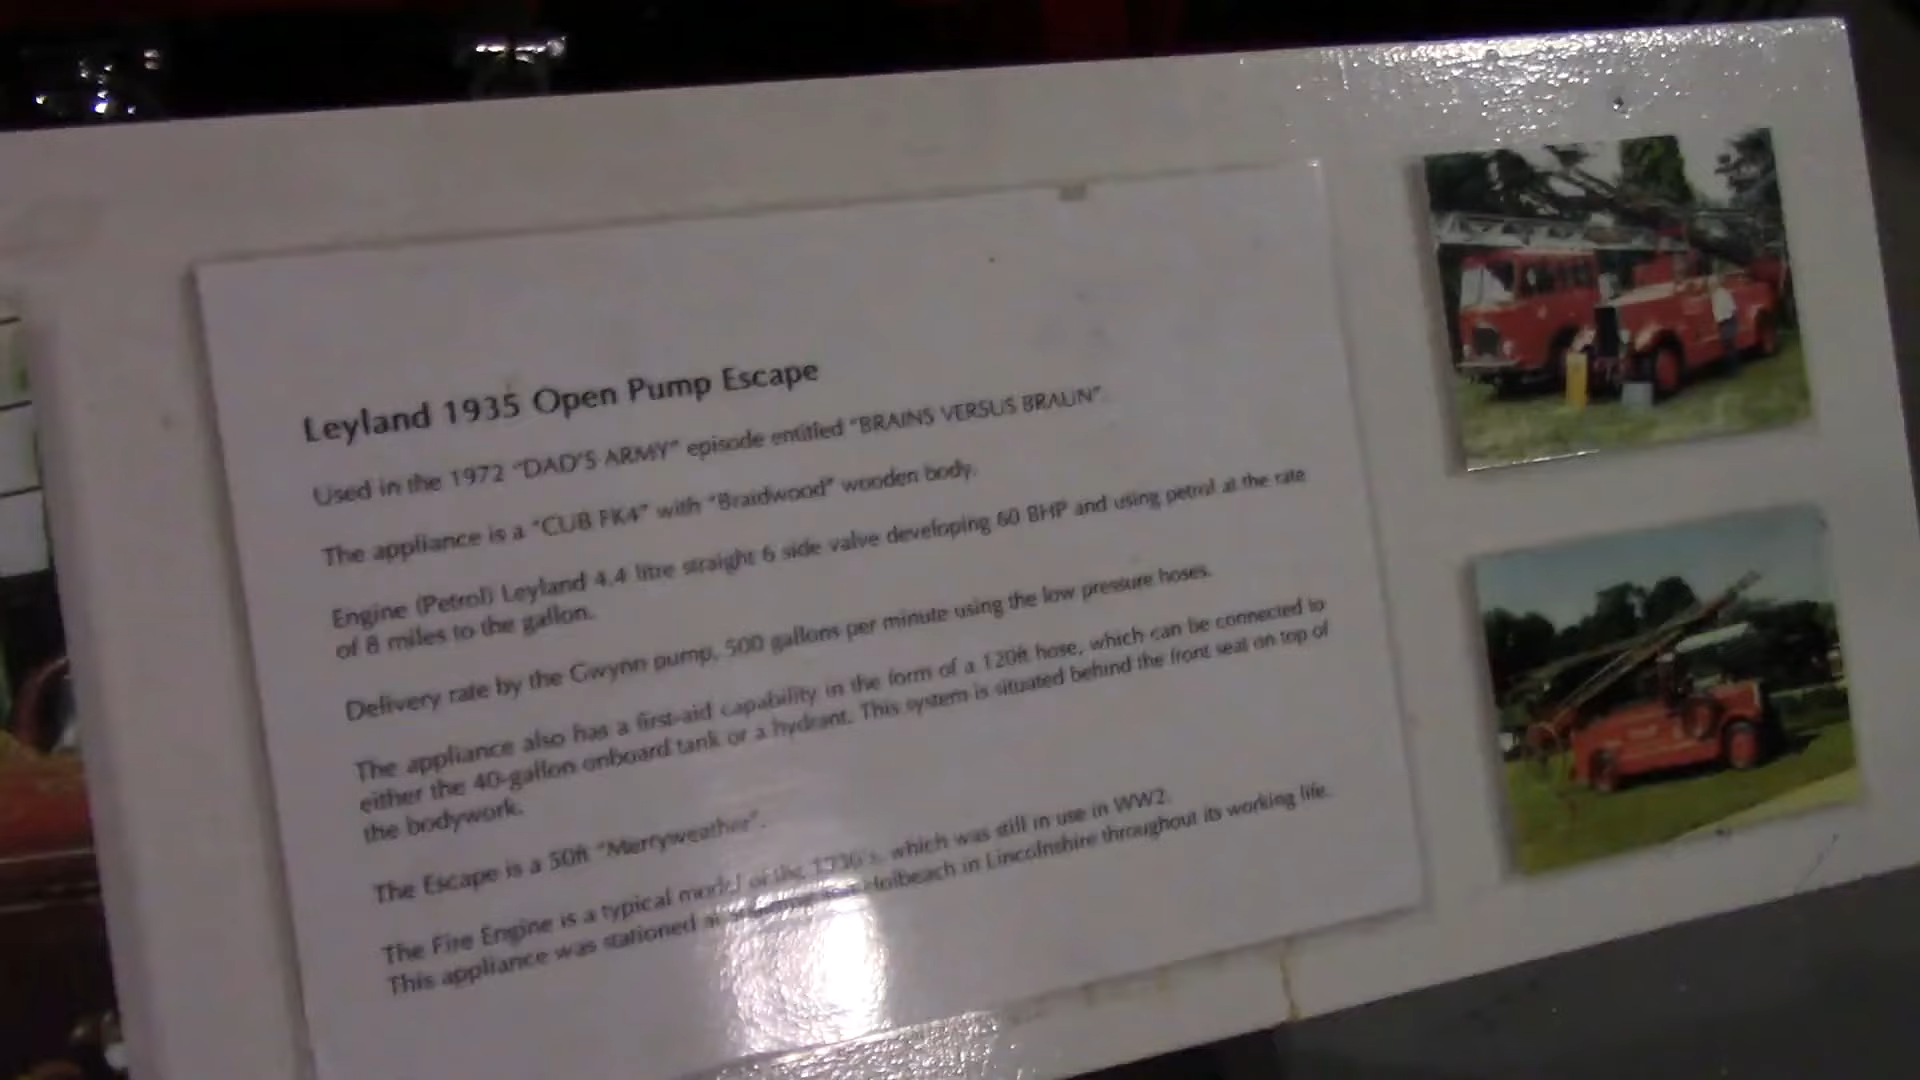 Leyland 1935 Open Pump Escape
Used in the 1972 "DAD'S ARMY" episode entitled "BRAINS VERSUS BRAUN".
The appliance is a "CUB FK4" with "Braidwood" wooden body.
Engine (Petrol) Leyland 4.4 litre straight 6 side valve developing 60 BHP and using petrol at the rate
of 8 miles to the gallon.
Delivery rate by the Gwynn pump, 500 gallons per minute using the low pressure hoses.
The appliance also has a first-aid capability in the form of a 120ft hose, which can be connected to
either the 40-gallon onboard tank or a hydrant. This system is situated behind the front seat on top of
the bodywork.
The Escape is a 50ft "Merryweather".
The Fire Engine is a typical model of the 1930's, which was still in use in WW2.
This appliance was stationed at Holbeach in Lincolnshire throughout its working life.